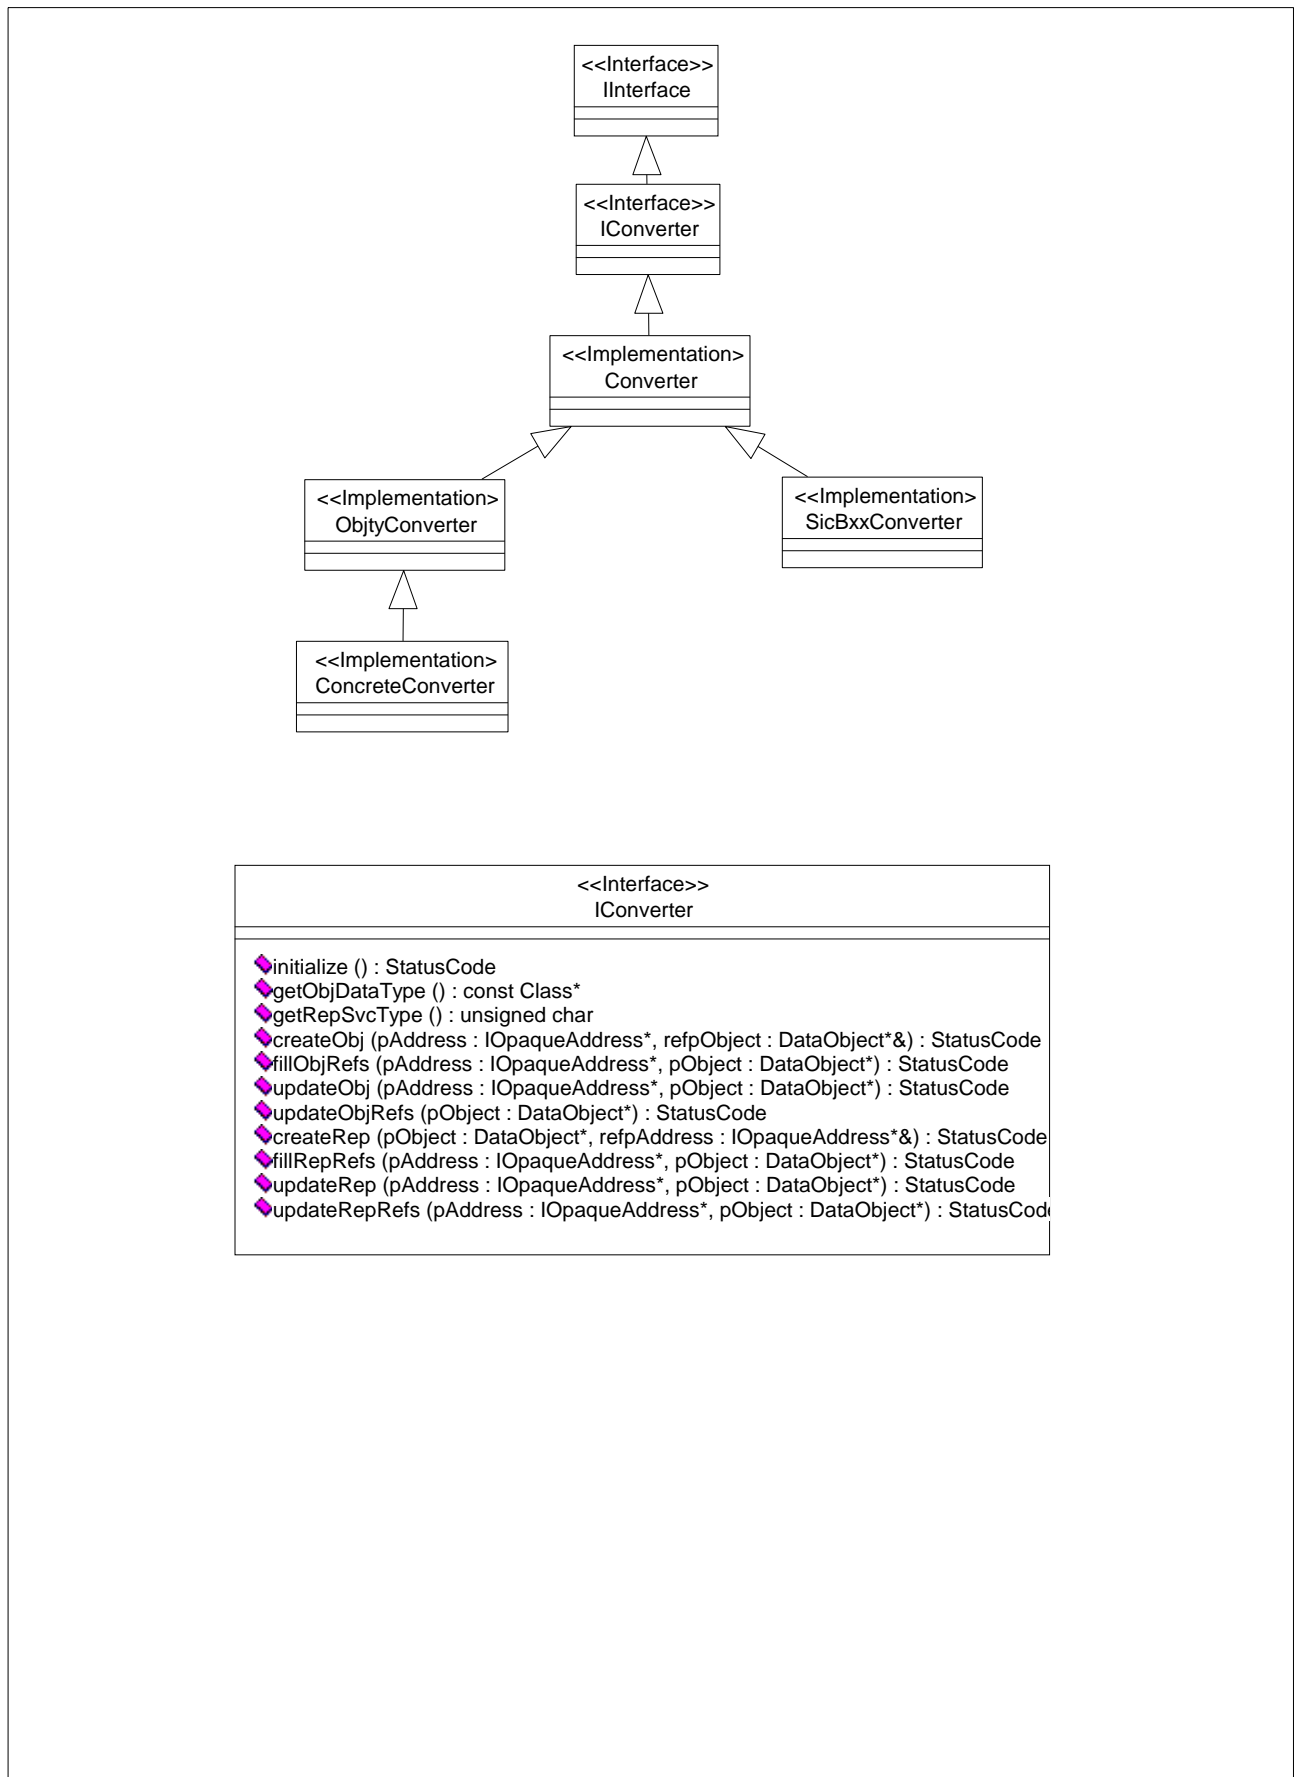 <<Interface>>
IInterface
<<Interface>>
IConverter
<<Implementation>
Converter
<<Implementation>
ObjtyConverter
<<Implementation>
SicBxxConverter
<<Implementation>
ConcreteConverter
<<Interface>>
IConverter
initialize () : StatusCode
getObjDataType () : const Class*
getRepSvcType () : unsigned char
createObj (pAddress : IOpaqueAddress*, refpObject : DataObject*&) : StatusCode
fillObjRefs (pAddress : IOpaqueAddress*, pObject : DataObject*) : StatusCode
updateObj (pAddress : IOpaqueAddress*, pObject : DataObject*) : StatusCode
updateObjRefs (pObject : DataObject*) : StatusCode
createRep (pObject : DataObject*, refpAddress : IOpaqueAddress*&) : StatusCode
fillRepRefs (pAddress : IOpaqueAddress*, pObject : DataObject*) : StatusCode
updateRep (pAddress : IOpaqueAddress*, pObject : DataObject*) : StatusCode
updateRepRefs (pAddress : IOpaqueAddress*, pObject : DataObject*) : StatusCode